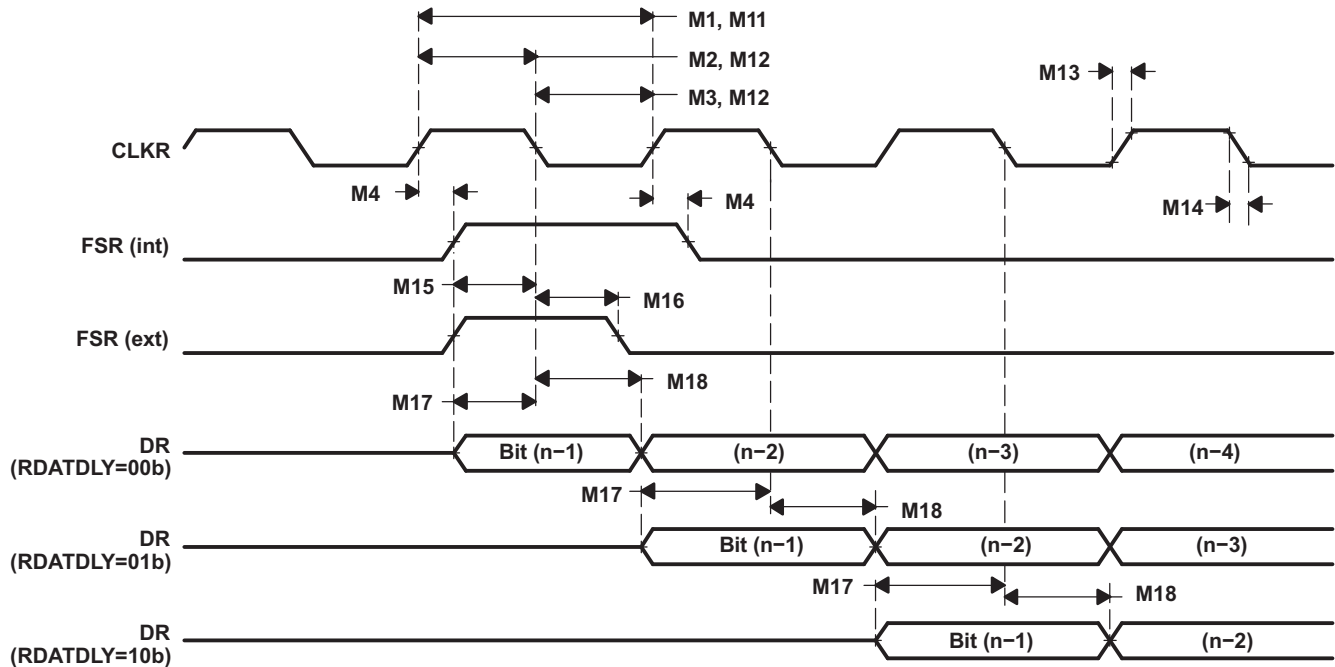 M1, M11
M2, M12
M13
M3, M12
CLKR
M4
M4
M14
FSR (int)
M15
M16
FSR (ext)
M18
M17
DR
(RDATDLY=00b)
Bit (n−1) (n−2) (n−3) (n−4)
M17
M18
DR
(RDATDLY=01b)
Bit (n−1) (n−2) (n−3)
M17
M18
DR
(RDATDLY=10b)
Bit (n−1) (n−2)